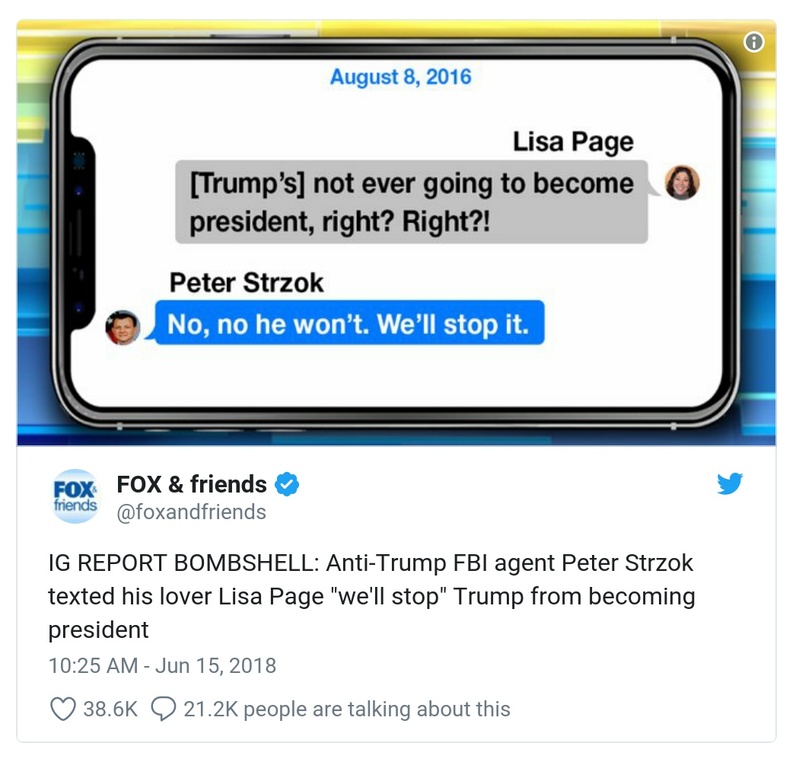 August 8, 2016
Lisa Page
[Trump's] not ever going to become
president, right? Right?!
Peter Strzok
No, no he won't. We'll stop it.
FOX&
friends
FOX & friends
@foxandfriends
IG REPORT BOMBSHELL: Anti-Trump FBI agent Peter Strzok
texted his lover Lisa Page "we'll stop" Trump from becoming
president
10:25 AM - Jun 15, 2018
38.6K 21.2K people are talking about this